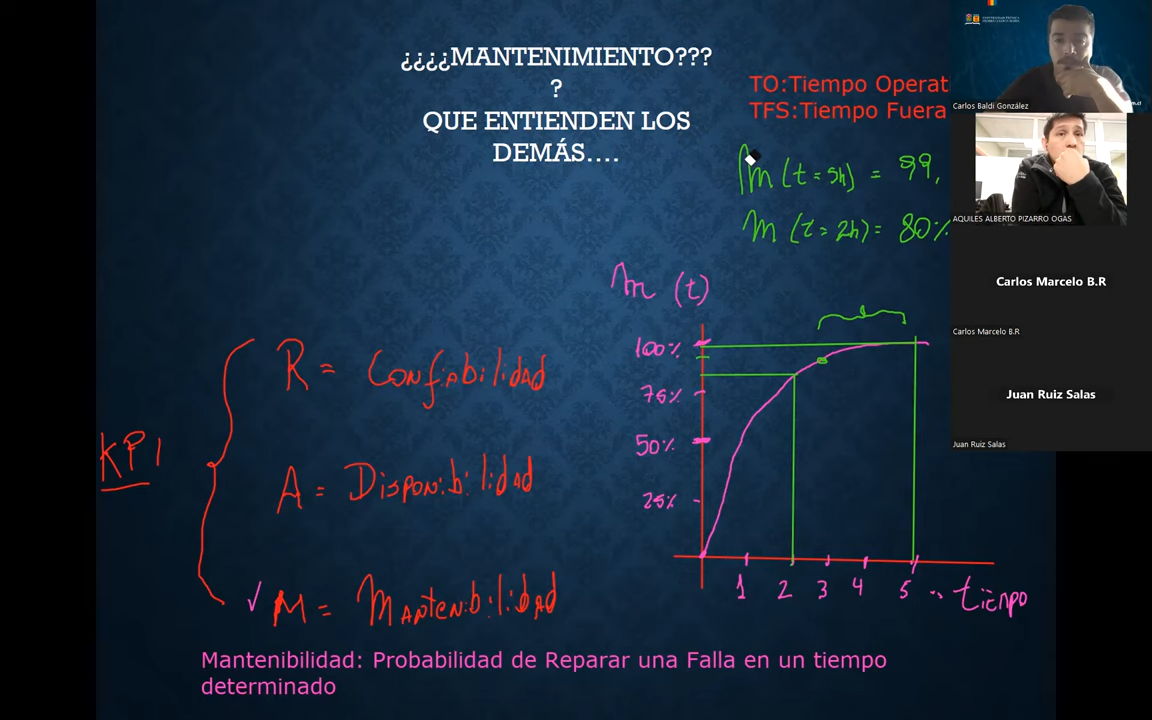 ¿¿¿¿MANTENIMIENTO???
?
QUE ENTIENDEN LOS
DEMÁS....
TO:Tiempo Operat
TFS:Tiempo Fuera
m (t=5h) = 99,
m (t=2h) = 80%
m (t)
100%
75%
50%
25%
1 2 3 4 5 .. tiempo
KPI
R = Confiabilidad
A = Disponibilidad
✓ M = Mantenibilidad
Mantenibilidad: Probabilidad de Reparar una Falla en un tiempo
determinado
Carlos Baldi González
AQUILES ALBERTO PIZARRO OGAS
Carlos Marcelo B.R
Carlos Marcelo B.R
Juan Ruiz Salas
Juan Ruiz Salas